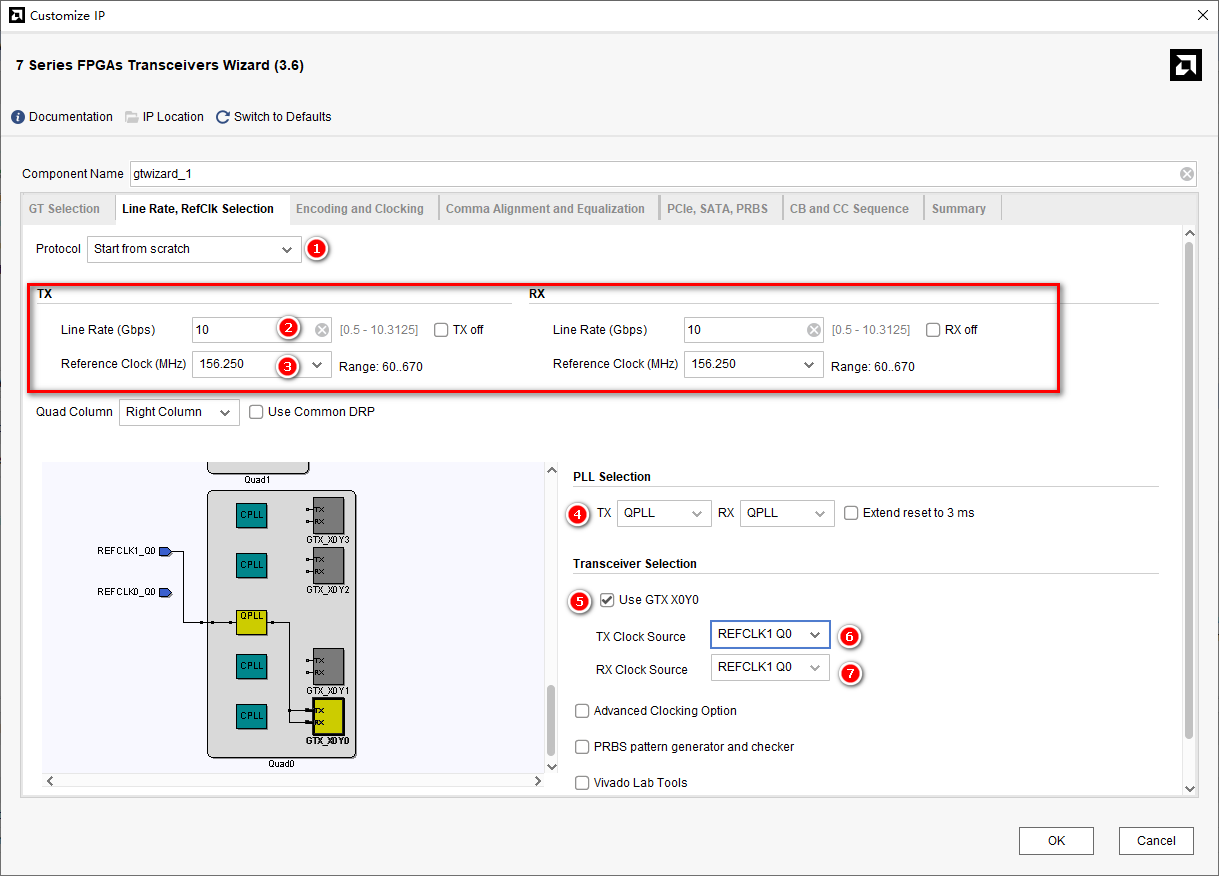 Customize IP
7 Series FPGAs Transceivers Wizard (3.6)
Documentation IP Location Switch to Defaults
Component Name gtwizard_1
GT Selection Line Rate, RefClk Selection Encoding and Clocking Comma Alignment and Equalization PCIe, SATA, PRBS CB and CC Sequence Summary
Protocol Start from scratch 1
TX RX
Line Rate (Gbps) 10 2 [0.5 - 10.3125] TX off Line Rate (Gbps) 10 [0.5 - 10.3125] RX off
Reference Clock (MHz) 156.250 3 Range: 60..670 Reference Clock (MHz) 156.250 Range: 60..670
Quad Column Right Column Use Common DRP
Quad1
CPLL TX
RX
GTX_X0Y3
REFCLK1_Q0
CPLL TX
RX
GTX_X0Y2
REFCLK0_Q0
QPLL
CPLL TX
RX
GTX_X0Y1
CPLL TX
RX
GTX_X0Y0
Quad0
PLL Selection
4 TX QPLL RX QPLL Extend reset to 3 ms
Transceiver Selection
5 Use GTX X0Y0
TX Clock Source REFCLK1 Q0 6
RX Clock Source REFCLK1 Q0 7
Advanced Clocking Option
PRBS pattern generator and checker
Vivado Lab Tools
OK Cancel